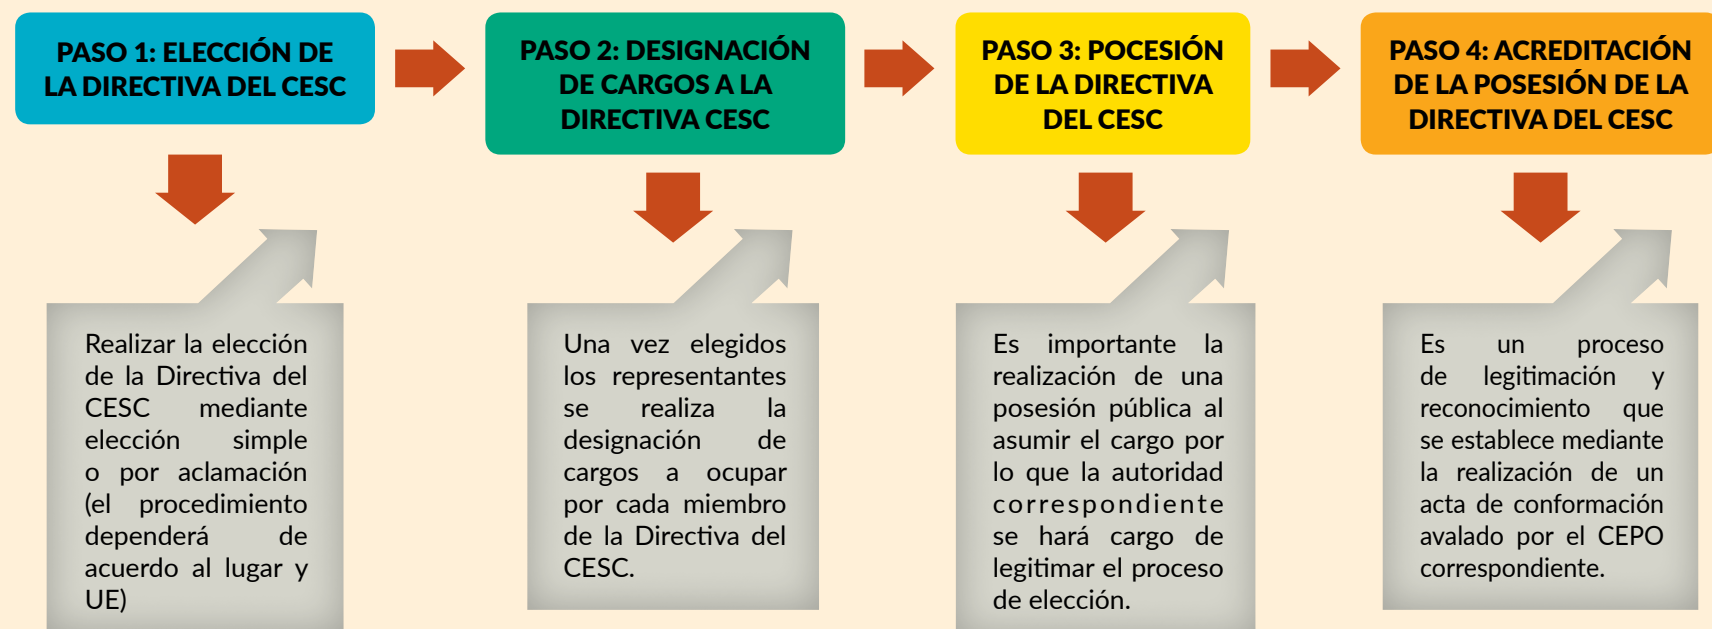 PASO 1: ELECCIÓN DE
LA DIRECTIVA DEL CESC
PASO 2: DESIGNACIÓN
DE CARGOS A LA
DIRECTIVA CESC
PASO 3: POCESIÓN
DE LA DIRECTIVA
DEL CESC
PASO 4: ACREDITACIÓN
DE LA POSESIÓN DE LA
DIRECTIVA DEL CESC
Realizar la elección
de la Directiva del
CESC mediante
elección simple
o por aclamación
(el procedimiento
dependerá de
acuerdo al lugar y
UE)
Una vez elegidos
los representantes
se realiza la
designación de
cargos a ocupar
por cada miembro
de la Directiva del
CESC.
Es importante la
realización de una
posesión pública al
asumir el cargo por
lo que la autoridad
correspondiente
se hará cargo de
legitimar el proceso
de elección.
Es un proceso
de legitimación y
reconocimiento que
se establece mediante
la realización de un
acta de conformación
avalado por el CEPO
correspondiente.